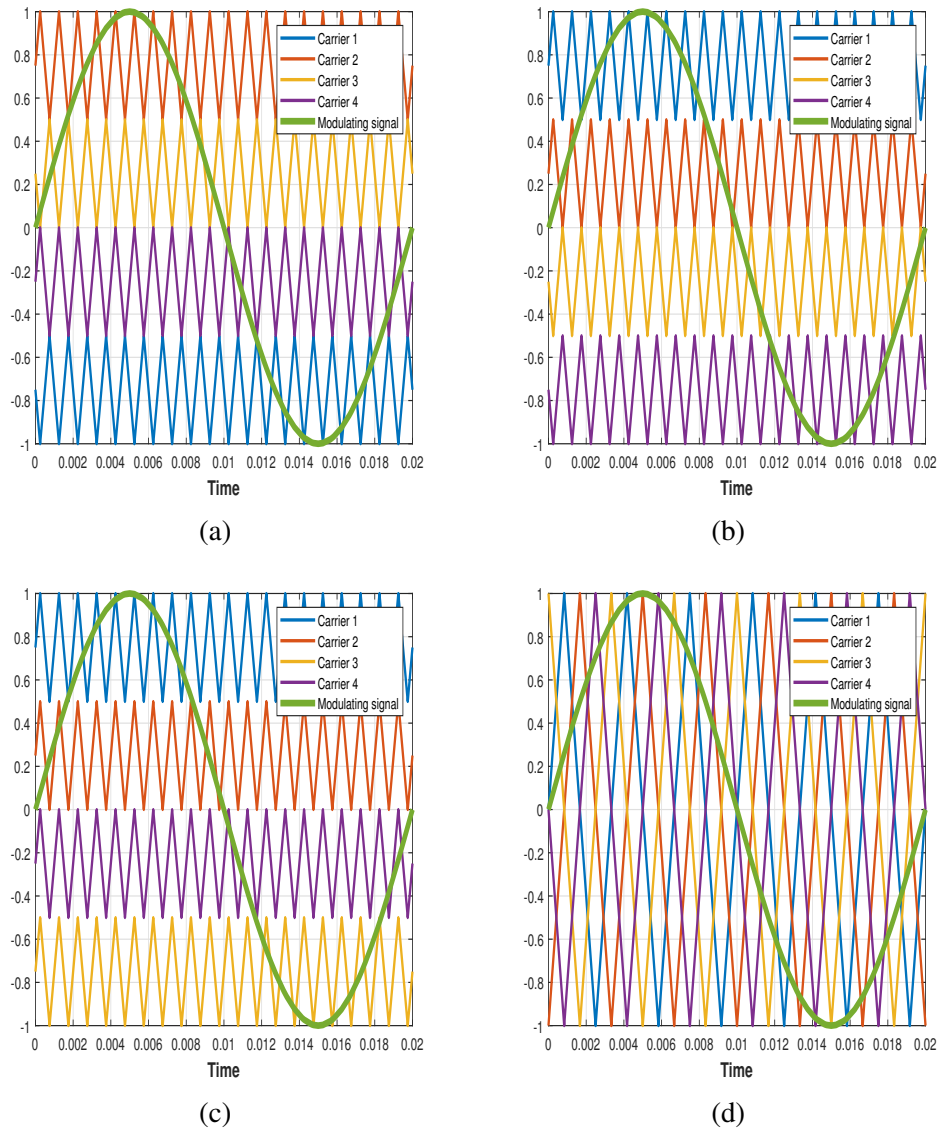 1
0.8
0.6
0.4
0.2
0
-0.2
-0.4
-0.6
-0.8
-1
0 0.002 0.004 0.006 0.008 0.01 0.012 0.014 0.016 0.018 0.02
Time
Carrier 1
Carrier 2
Carrier 3
Carrier 4
Modulating signal
(a)
1
0.8
0.6
0.4
0.2
0
-0.2
-0.4
-0.6
-0.8
-1
0 0.002 0.004 0.006 0.008 0.01 0.012 0.014 0.016 0.018 0.02
Time
Carrier 1
Carrier 2
Carrier 3
Carrier 4
Modulating signal
(b)
1
0.8
0.6
0.4
0.2
0
-0.2
-0.4
-0.6
-0.8
-1
0 0.002 0.004 0.006 0.008 0.01 0.012 0.014 0.016 0.018 0.02
Time
Carrier 1
Carrier 2
Carrier 3
Carrier 4
Modulating signal
(c)
1
0.8
0.6
0.4
0.2
0
-0.2
-0.4
-0.6
-0.8
-1
0 0.002 0.004 0.006 0.008 0.01 0.012 0.014 0.016 0.018 0.02
Time
Carrier 1
Carrier 2
Carrier 3
Carrier 4
Modulating signal
(d)